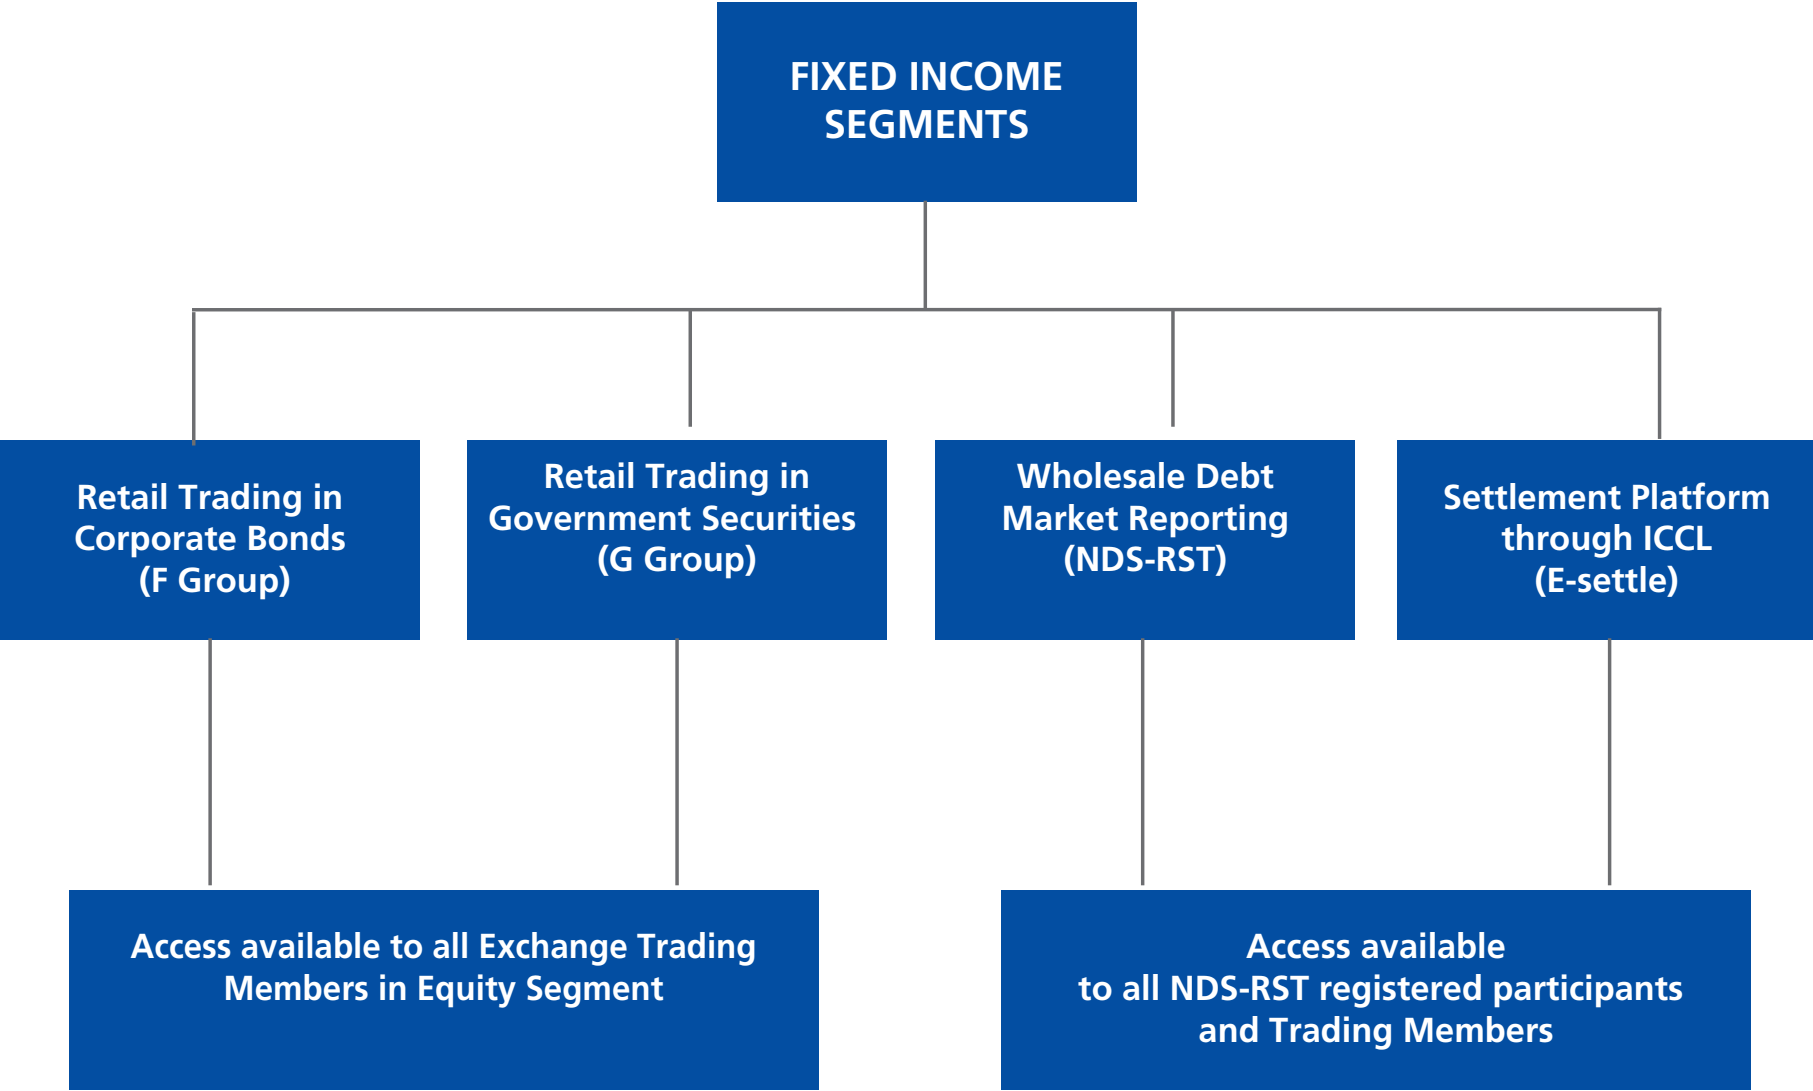 FIXED INCOME
SEGMENTS
Retail Trading in
Corporate Bonds
(F Group)
Retail Trading in
Government Securities
(G Group)
Wholesale Debt
Market Reporting
(NDS-RST)
Settlement Platform
through ICCL
(E-settle)
Access available to all Exchange Trading
Members in Equity Segment
Access available
to all NDS-RST registered participants
and Trading Members